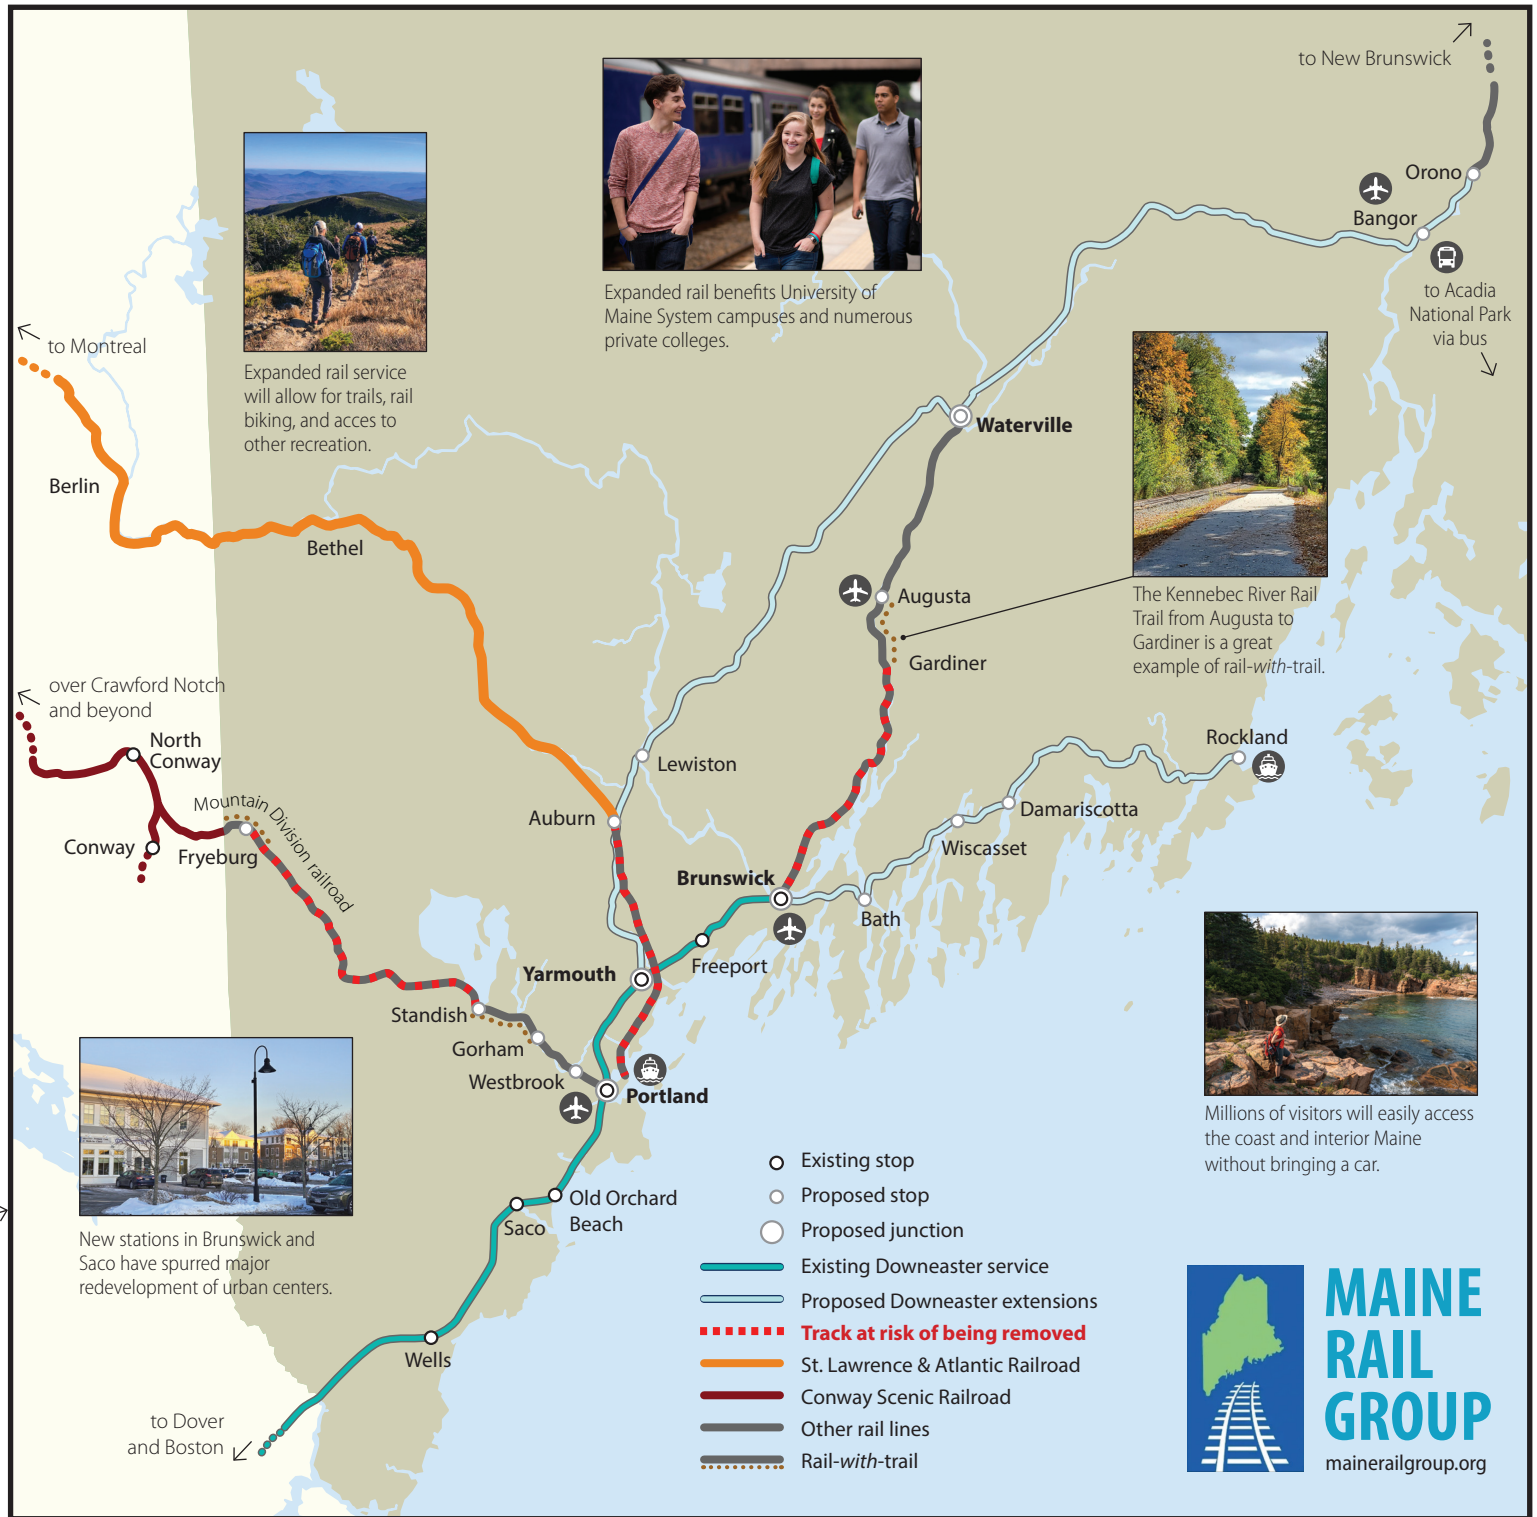 to New Brunswick
Orono
Bangor
to Acadia
National Park
via bus
Expanded rail benefits University of
Maine System campuses and numerous
private colleges.
to Montreal
Expanded rail service
will allow for trails, rail
biking, and acces to
other recreation.
Waterville
Berlin
Bethel
Augusta
Gardiner
The Kennebec River Rail
Trail from Augusta to
Gardiner is a great
example of rail-with-trail.
over Crawford Notch
and beyond
North
Conway
Mountain Division railroad
Conway
Fryeburg
Lewiston
Auburn
Rockland
Damariscotta
Wiscasset
Brunswick
Bath
Freeport
Yarmouth
Standish
Gorham
Westbrook
Portland
Millions of visitors will easily access
the coast and interior Maine
without bringing a car.
Old Orchard
Beach
Saco
New stations in Brunswick and
Saco have spurred major
redevelopment of urban centers.
Wells
to Dover
and Boston
Existing stop
Proposed stop
Proposed junction
Existing Downeaster service
Proposed Downeaster extensions
Track at risk of being removed
St. Lawrence & Atlantic Railroad
Conway Scenic Railroad
Other rail lines
Rail-with-trail
MAINE
RAIL
GROUP
mainerailgroup.org